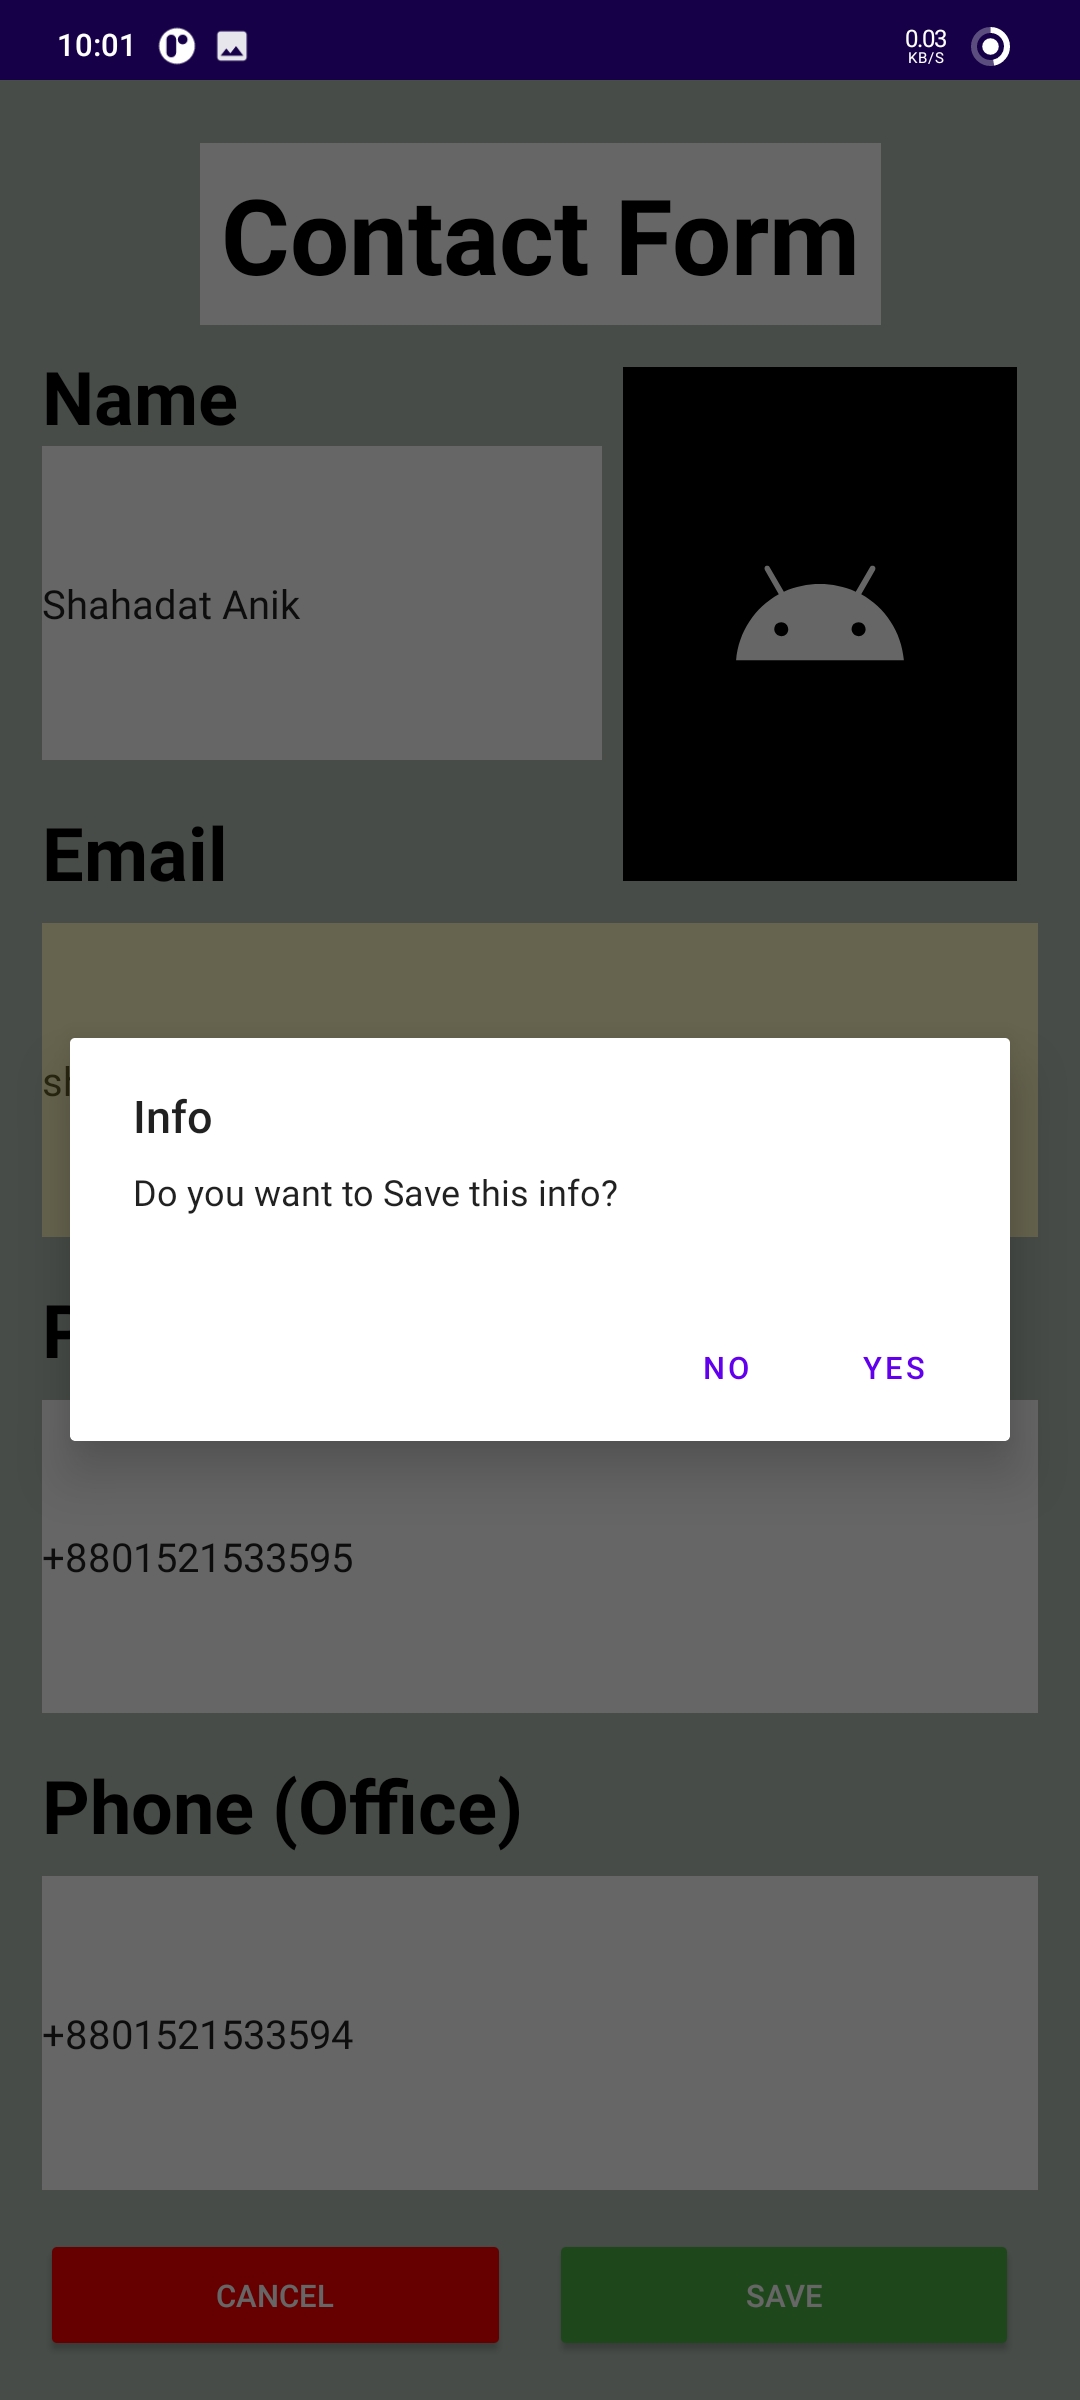 10:01
0.03
KB/S
Contact Form
Name
Shahadat Anik
Email
Info
Do you want to Save this info?
NO YES
+8801521533595
Phone (Office)
+8801521533594
CANCEL SAVE